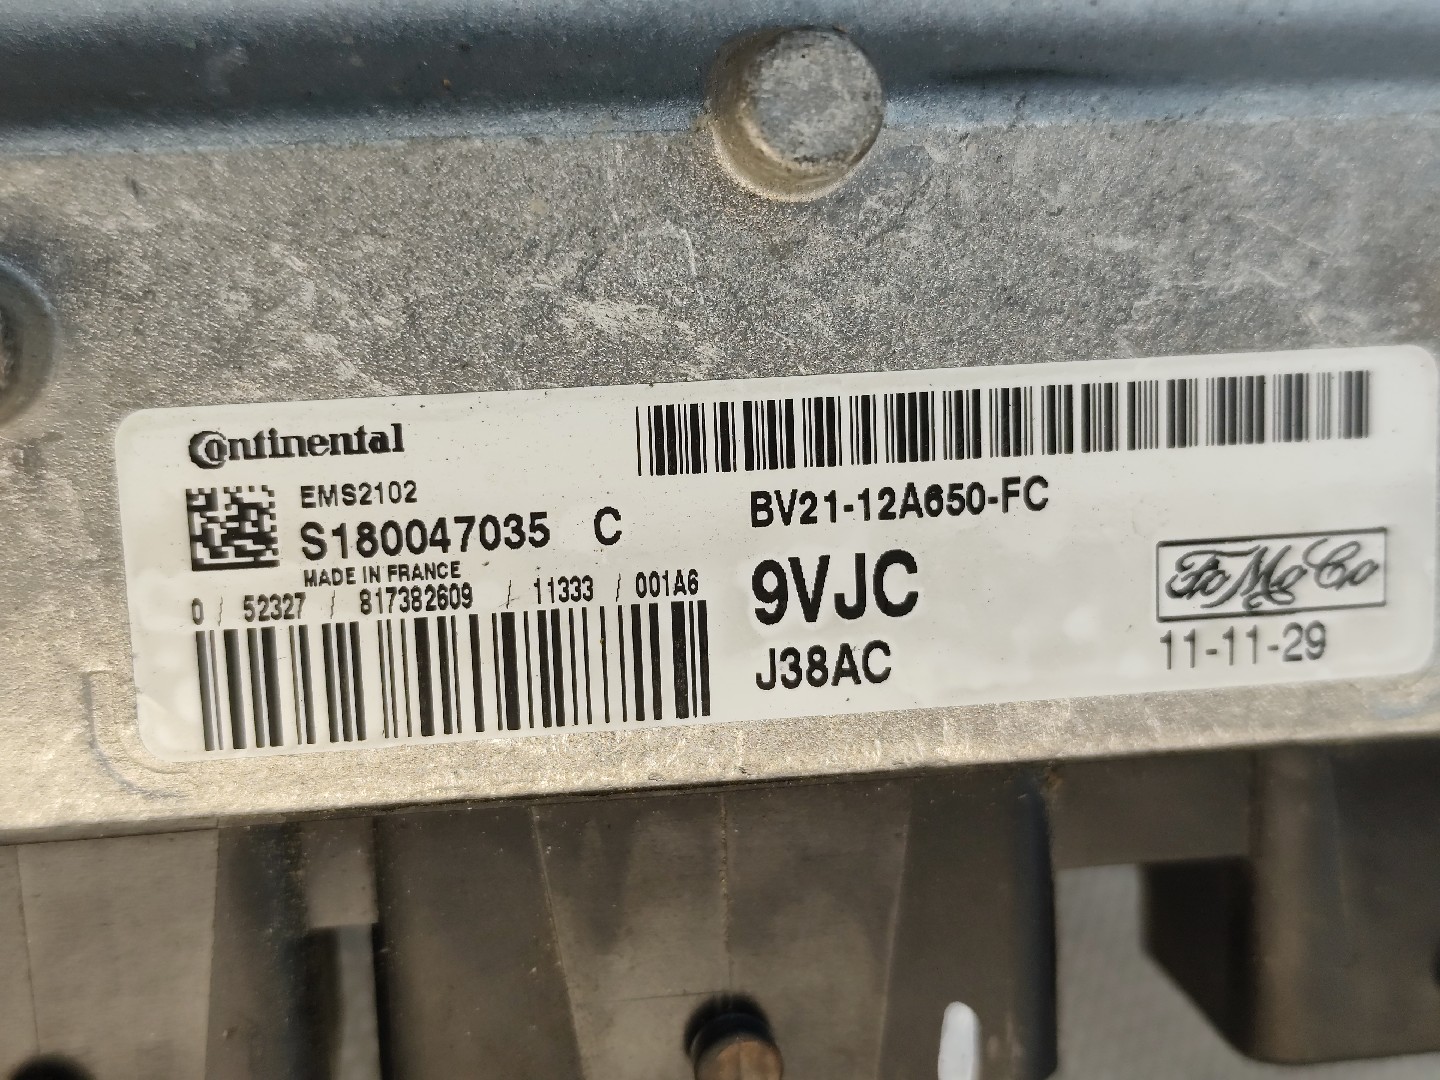 Continental
EMS2102
S180047035 C
MADE IN FRANCE
0 / 52327 / 817382609 / 11333 / 001A6
BV21-12A650-FC
9VJC
J38AC
FoMoCo
11-11-29